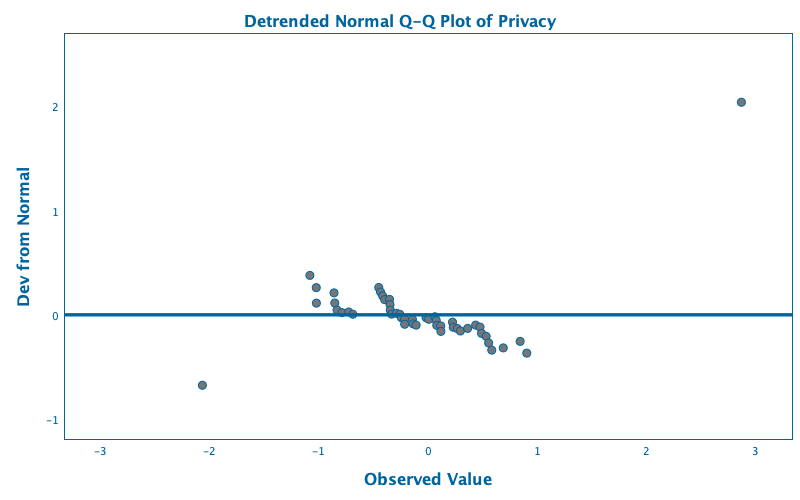 Detrended Normal Q-Q Plot of Privacy
Dev from Normal
2
1
0
-1
-3 -2 -1 0 1 2 3
Observed Value